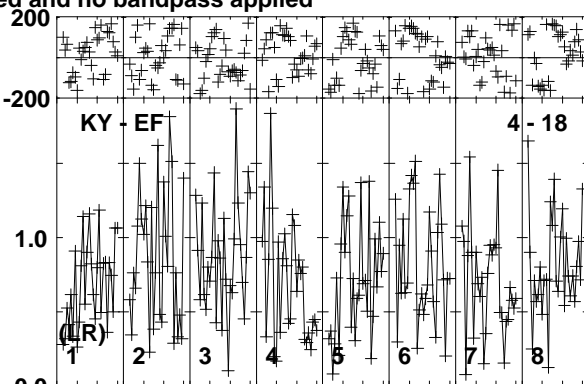 ed and no bandpass applied
200
-200
KY - EF 4 - 18
1.0
(LR)
1 2 3 4 5 6 7 8
0.0